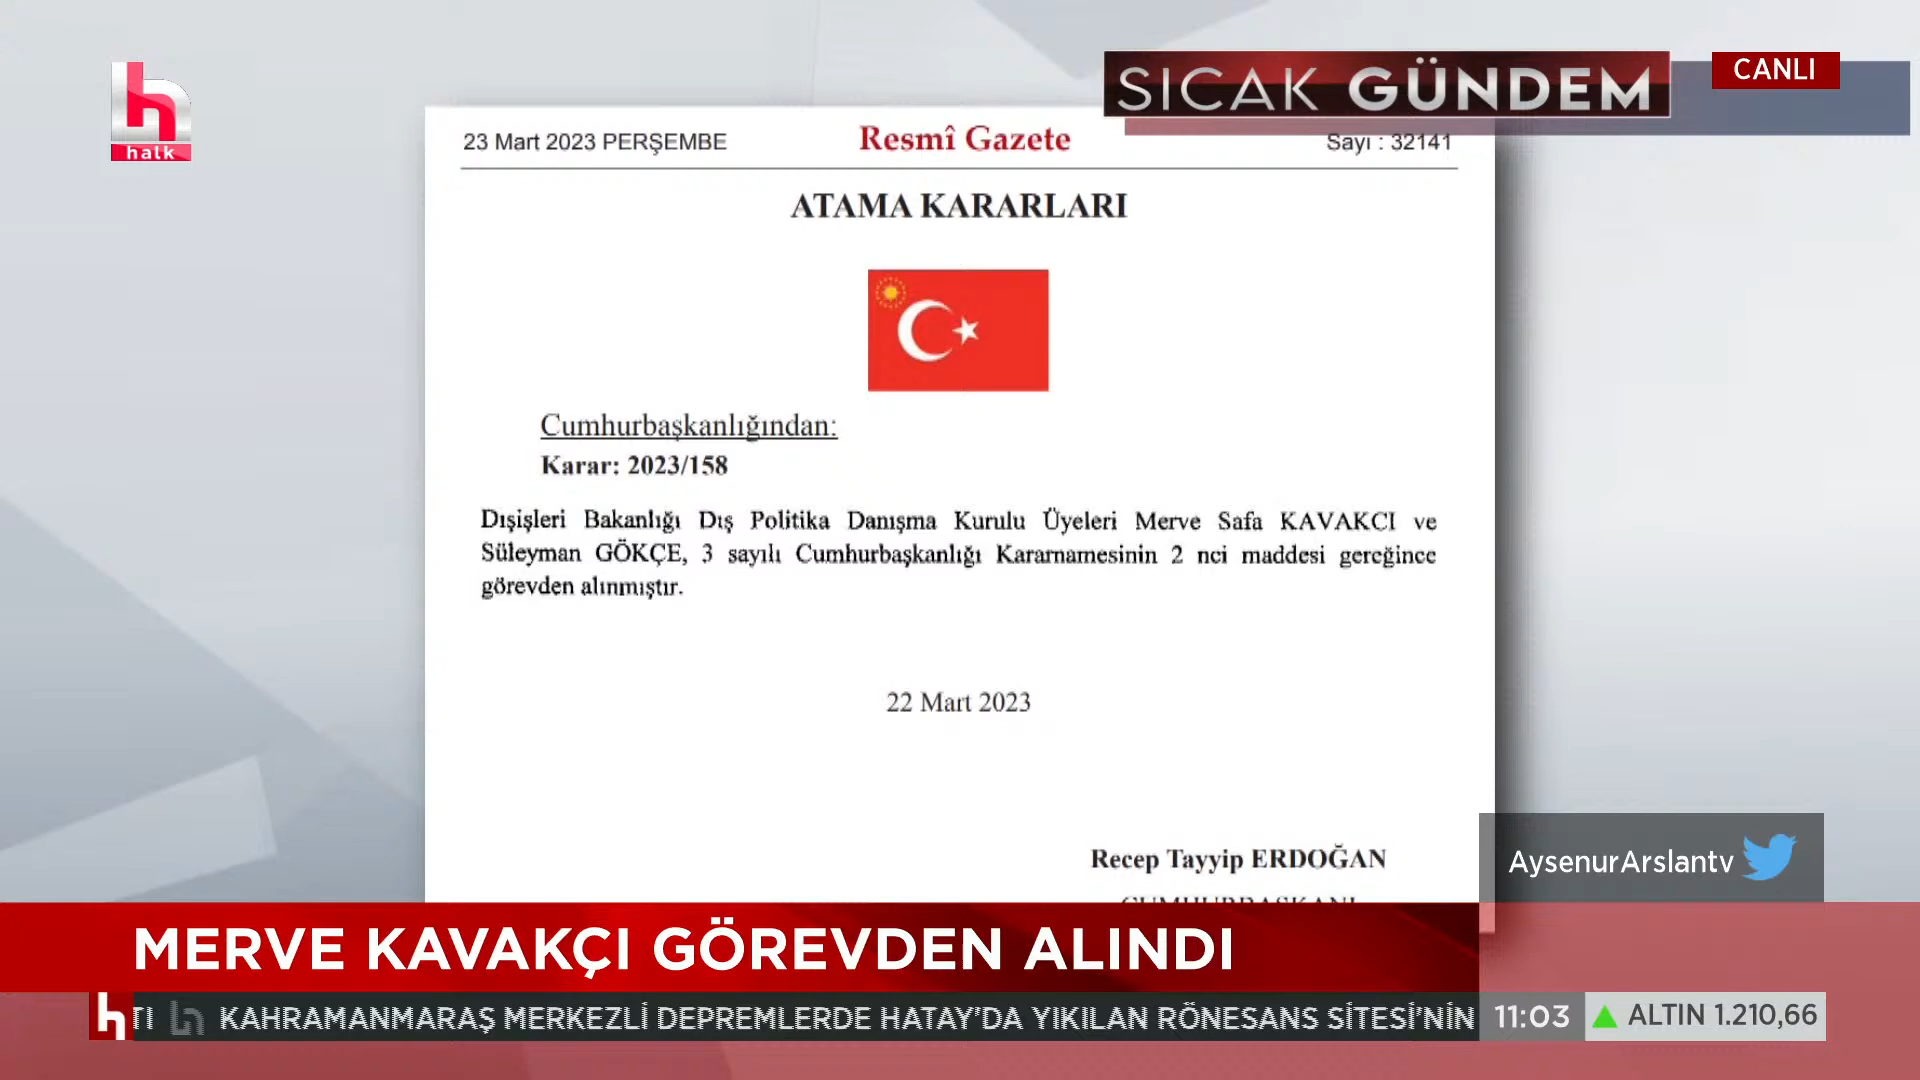 halk
SICAK GÜNDEM
CANLI
23 Mart 2023 PERŞEMBE
Resmî Gazete
Sayı : 32141
ATAMA KARARLARI
Cumhurbaşkanlığından:
Karar: 2023/158
Dışişleri Bakanlığı Dış Politika Danışma Kurulu Üyeleri Merve Safa KAVAKCI ve
Süleyman GÖKÇE, 3 sayılı Cumhurbaşkanlığı Kararnamesinin 2 nci maddesi gereğince
görevden alınmıştır.
22 Mart 2023
Recep Tayyip ERDOĞAN
CUMHURBAŞKANI
AysenurArslantv
MERVE KAVAKÇI GÖREVDEN ALINDI
KAHRAMANMARAŞ MERKEZLİ DEPREMLERDE HATAY'DA YIKILAN RÖNESANS SİTESİ'NİN
11:03
ALTIN 1.210,66